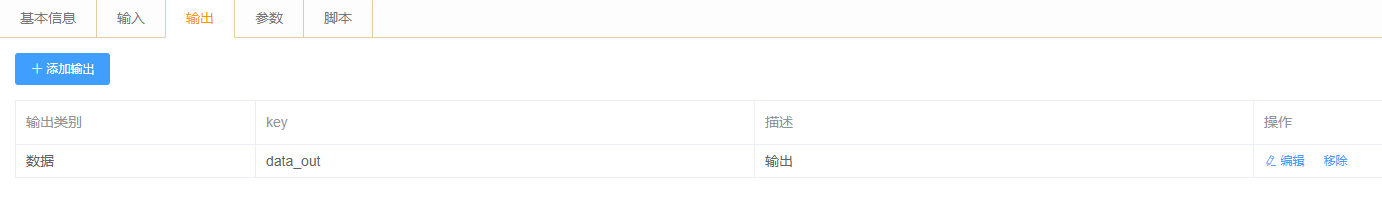 基本信息 输入 输出 参数 脚本
+ 添加输出
输出类别 key 描述 操作
数据 data_out 输出 编辑 移除